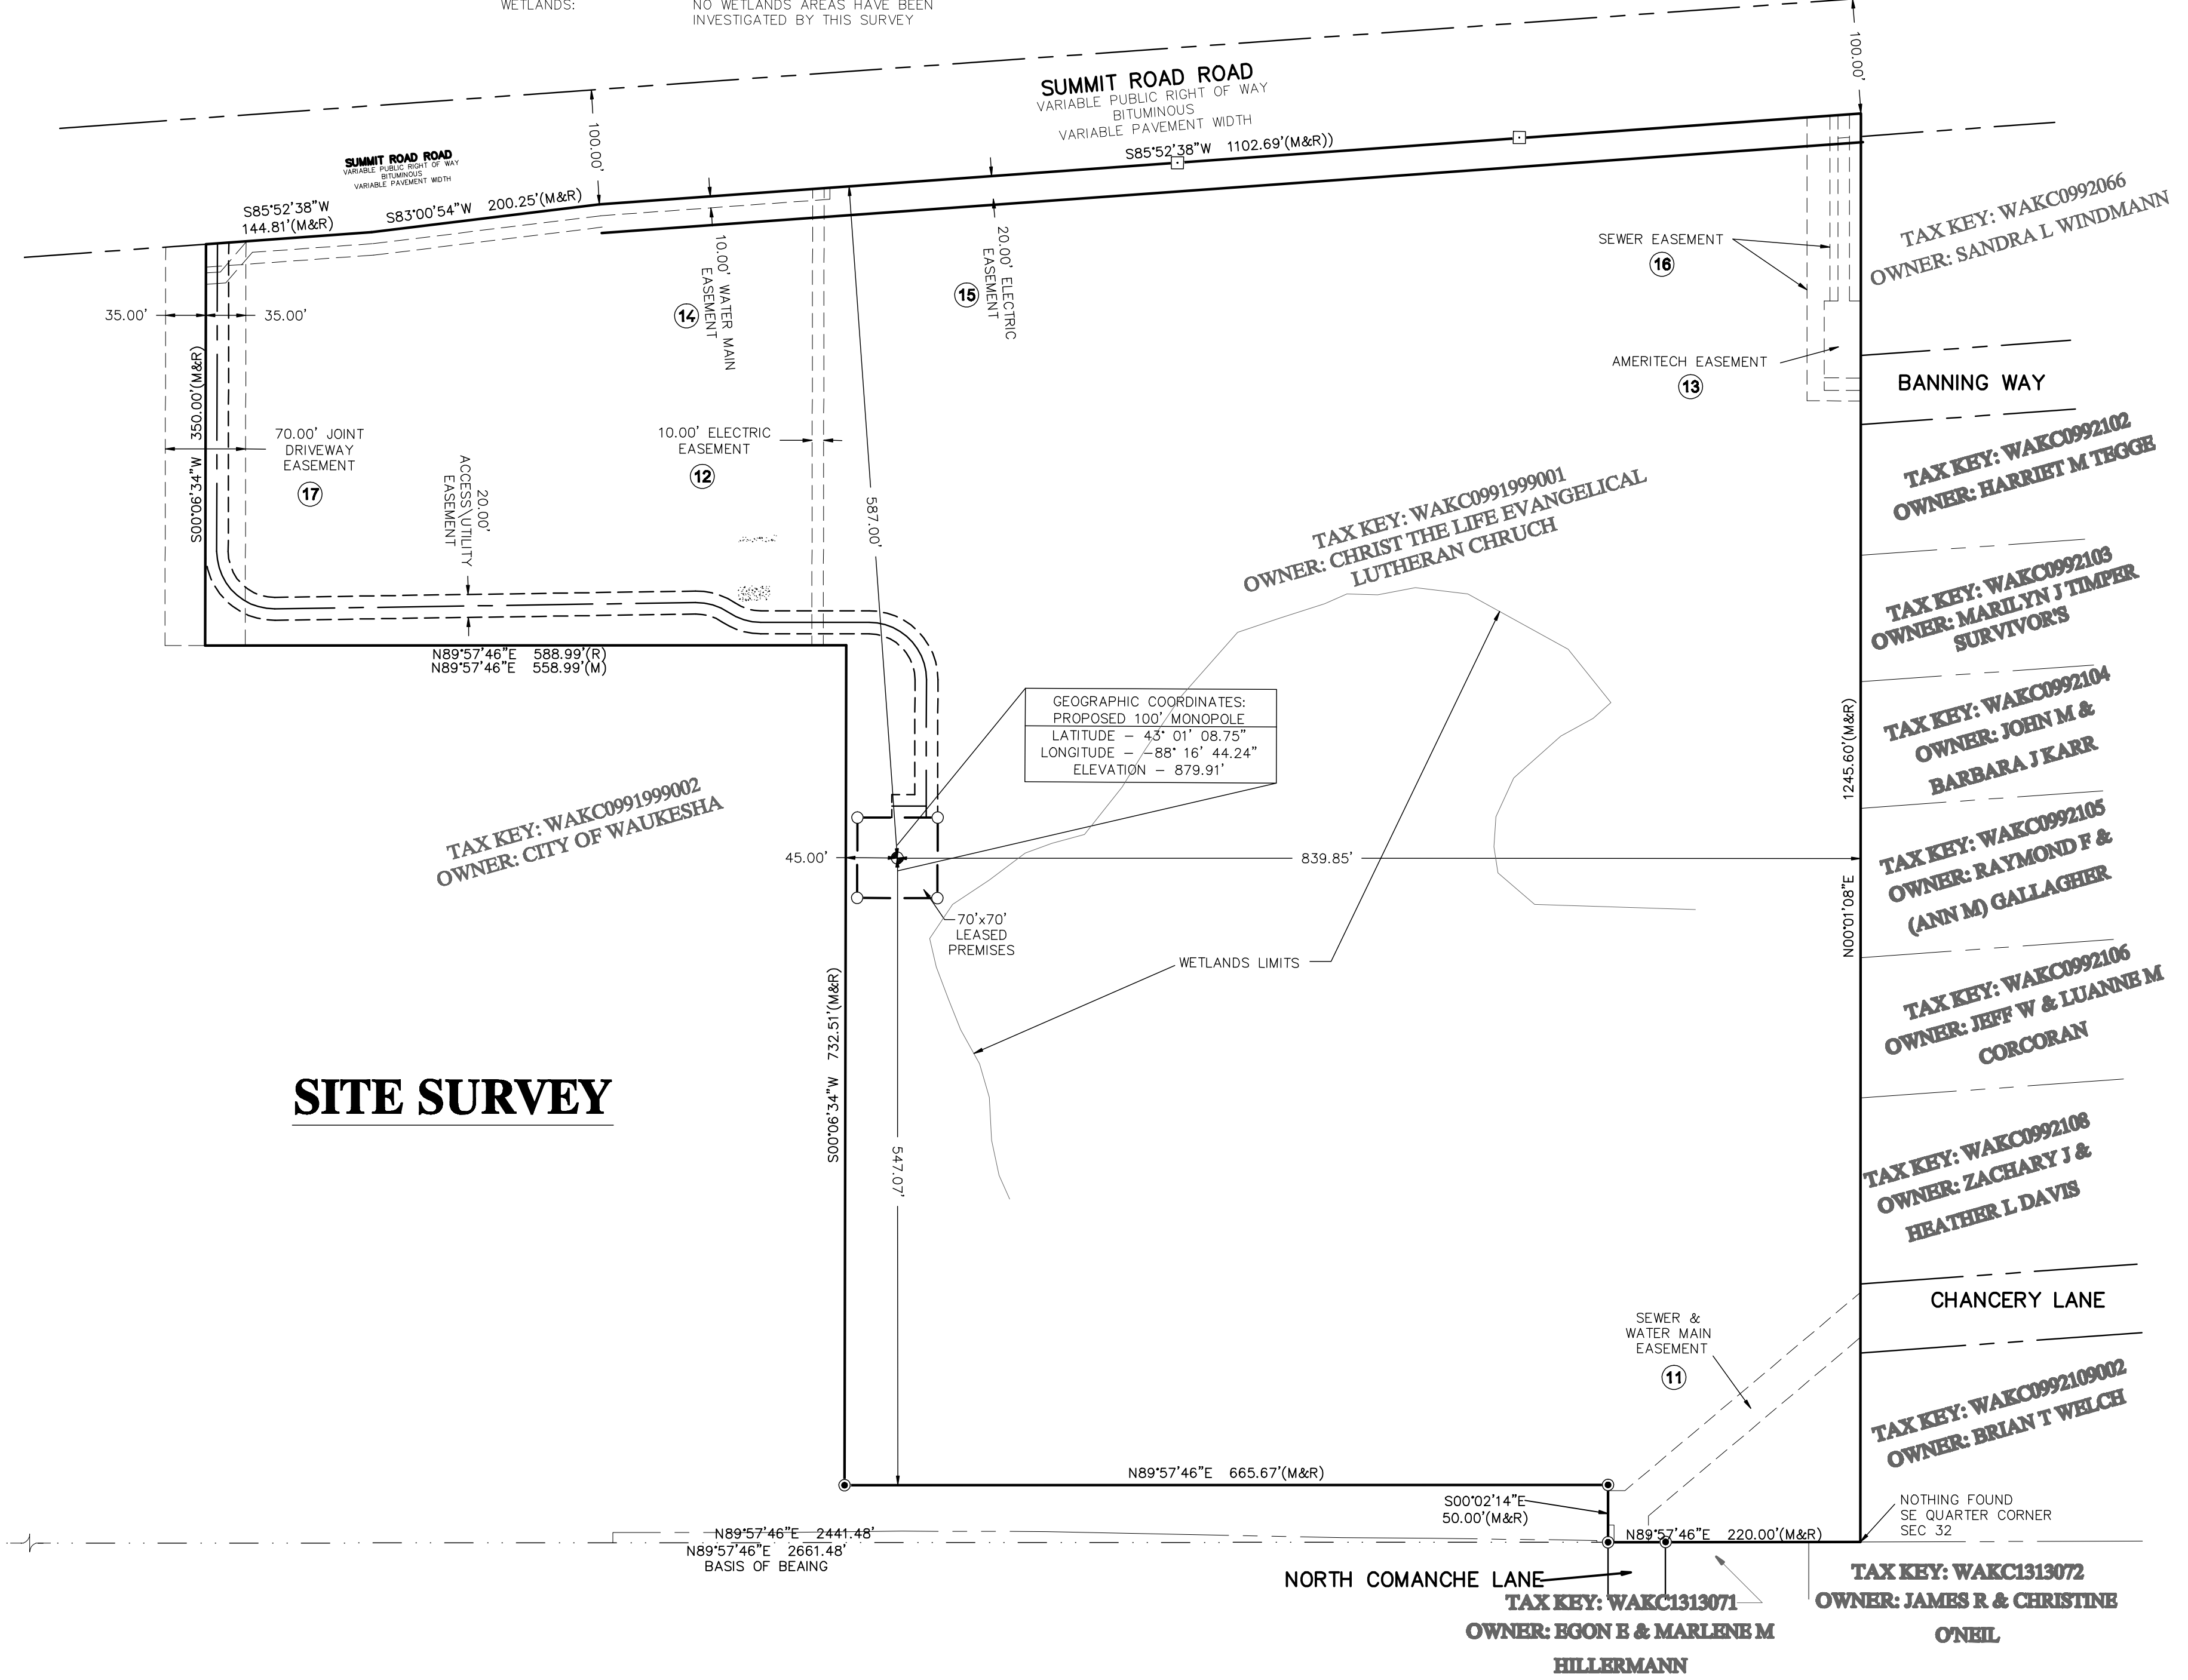 WETLANDS: NO WETLANDS AREAS HAVE BEEN
INVESTIGATED BY THIS SURVEY
100.00'
SUMMIT ROAD ROAD
VARIABLE PUBLIC RIGHT OF WAY
BITUMINOUS
VARIABLE PAVEMENT WIDTH
S85°52'38"W 1102.69'(M&R))
100.00'
SUMMIT ROAD ROAD
VARIABLE PUBLIC RIGHT OF WAY
BITUMINOUS
VARIABLE PAVEMENT WIDTH
S85°52'38"W
144.81'(M&R)
S83°00'54"W 200.25'(M&R)
TAX KEY: WAKC0992066
OWNER: SANDRA L WINDMANN
SEWER EASEMENT
16
10.00' WATER MAIN
EASEMENT
14
20.00' ELECTRIC
EASEMENT
15
35.00'
35.00'
S00°06'34"W 350.00'(M&R)
AMERITECH EASEMENT
13
BANNING WAY
70.00' JOINT
DRIVEWAY
EASEMENT
17
20.00'
ACCESS\UTILITY
EASEMENT
10.00' ELECTRIC
EASEMENT
12
587.00'
TAX KEY: WAKC0991999001
OWNER: CHRIST THE LIFE EVANGELICAL
LUTHERAN CHRUCH
TAX KEY: WAKC0992102
OWNER: HARRIET M TEGGE
TAX KEY: WAKC0992103
OWNER: MARILYN J TIMPER
SURVIVOR'S
N89°57'46"E 588.99'(R)
N89°57'46"E 558.99'(M)
GEOGRAPHIC COORDINATES:
PROPOSED 100' MONOPOLE
LATITUDE – 43° 01' 08.75"
LONGITUDE – –88° 16' 44.24"
ELEVATION – 879.91'
TAX KEY: WAKC0992104
OWNER: JOHN M &
BARBARA J KARR
1245.60'(M&R)
N00°01'08"E
TAX KEY: WAKC0991999002
OWNER: CITY OF WAUKESHA
45.00'
839.85'
TAX KEY: WAKC0992105
OWNER: RAYMOND F &
(ANN M) GALLAGHER
70'x70'
LEASED
PREMISES
WETLANDS LIMITS
TAX KEY: WAKC0992106
OWNER: JEFF W & LUANNE M
CORCORAN
S00°06'34"W 732.51'(M&R)
SITE SURVEY
547.07'
TAX KEY: WAKC0992108
OWNER: ZACHARY J &
HEATHER L DAVIS
CHANCERY LANE
SEWER &
WATER MAIN
EASEMENT
11
TAX KEY: WAKC0992109002
OWNER: BRIAN T WELCH
N89°57'46"E 665.67'(M&R)
S00°02'14"E
50.00'(M&R)
NOTHING FOUND
SE QUARTER CORNER
SEC 32
N89°57'46"E 2441.48'
N89°57'46"E 220.00'(M&R)
N89°57'46"E 2661.48'
BASIS OF BEAING
NORTH COMANCHE LANE
TAX KEY: WAKC1313071
OWNER: EGON E & MARLENE M
HILLERMANN
TAX KEY: WAKC1313072
OWNER: JAMES R & CHRISTINE
O'NEIL